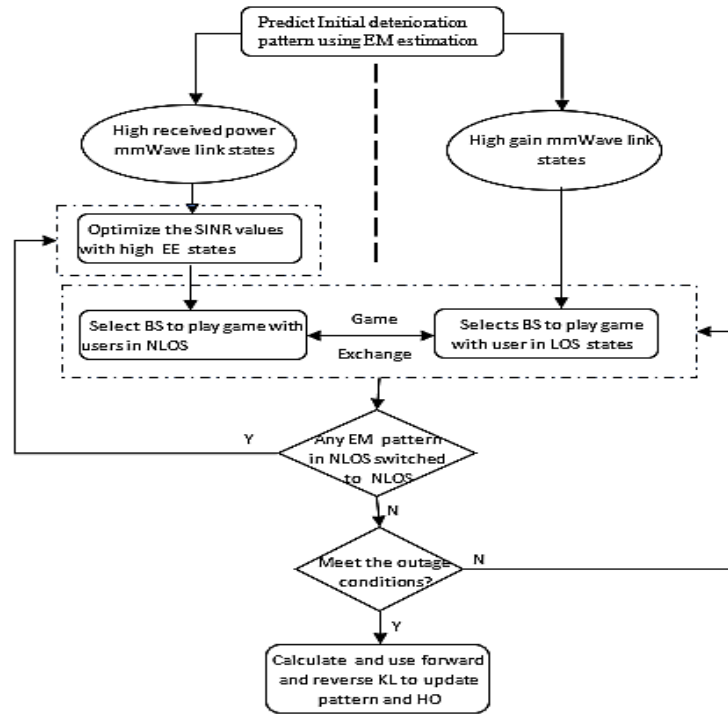 Predict Initial deterioration
pattern using EM estimation
High received power
mmWave link states
High gain mmWave link
states
Optimize the SINR values
with high EE states
Select BS to play game with
users in NLOS
Game
Exchange
Selects BS to play game
with user in LOS states
Y
Any EM pattern
in NLOS switched
to NLOS
N
Meet the outage
conditions?
N
Y
Calculate and use forward
and reverse KL to update
pattern and HO